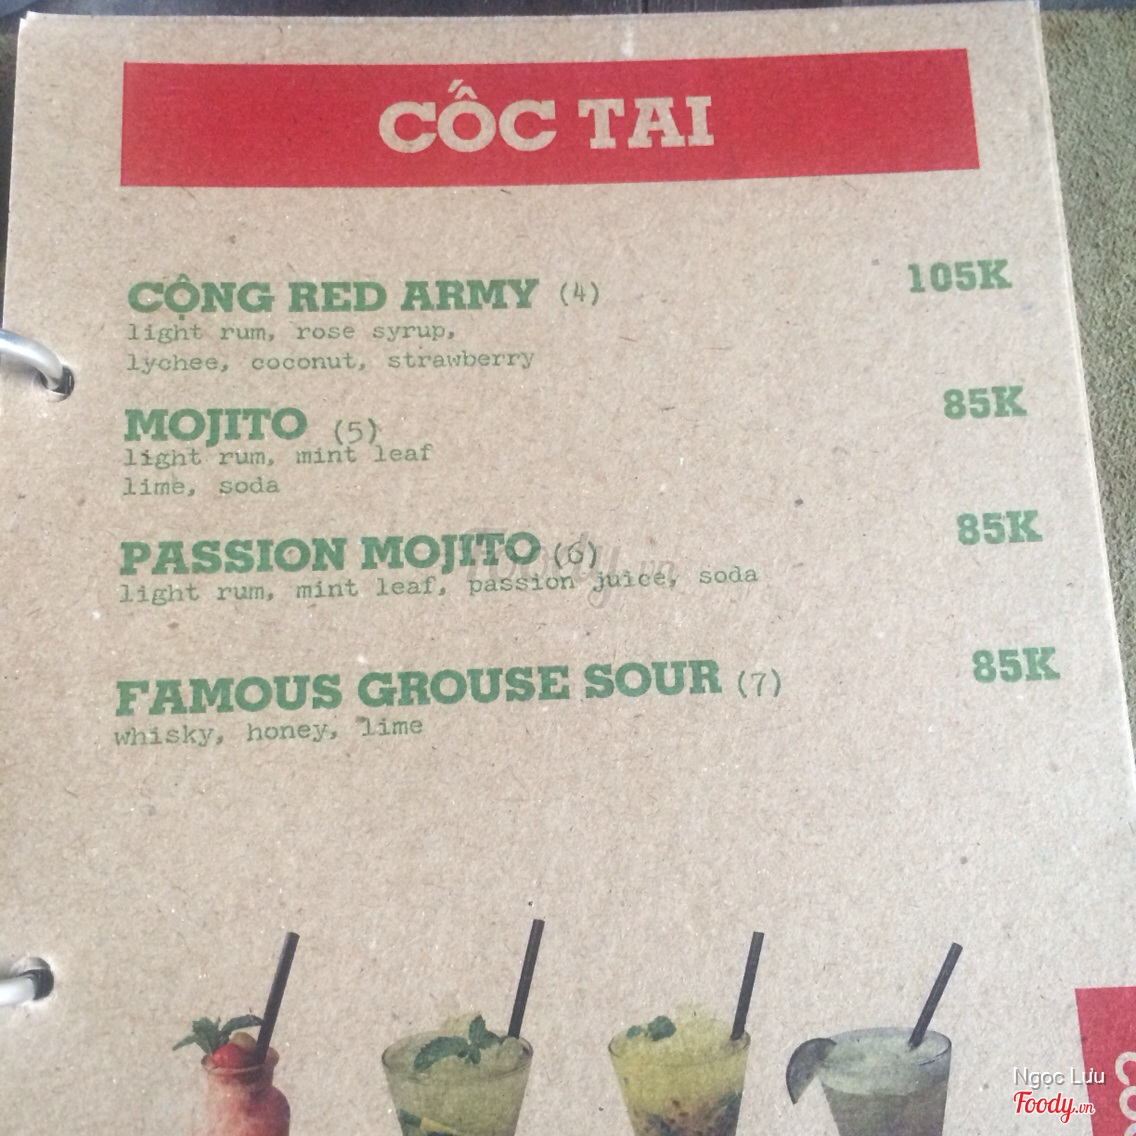 CỐC TAI
CỘNG RED ARMY (4) 105K
light rum, rose syrup,
lychee, coconut, strawberry
MOJITO (5) 85K
light rum, mint leaf
lime, soda
PASSION MOJITO (6) 85K
light rum, mint leaf, passion juice, soda
FAMOUS GROUSE SOUR (7) 85K
whisky, honey, lime
Foody.vn
Ngọc Lưu
Foody.vn